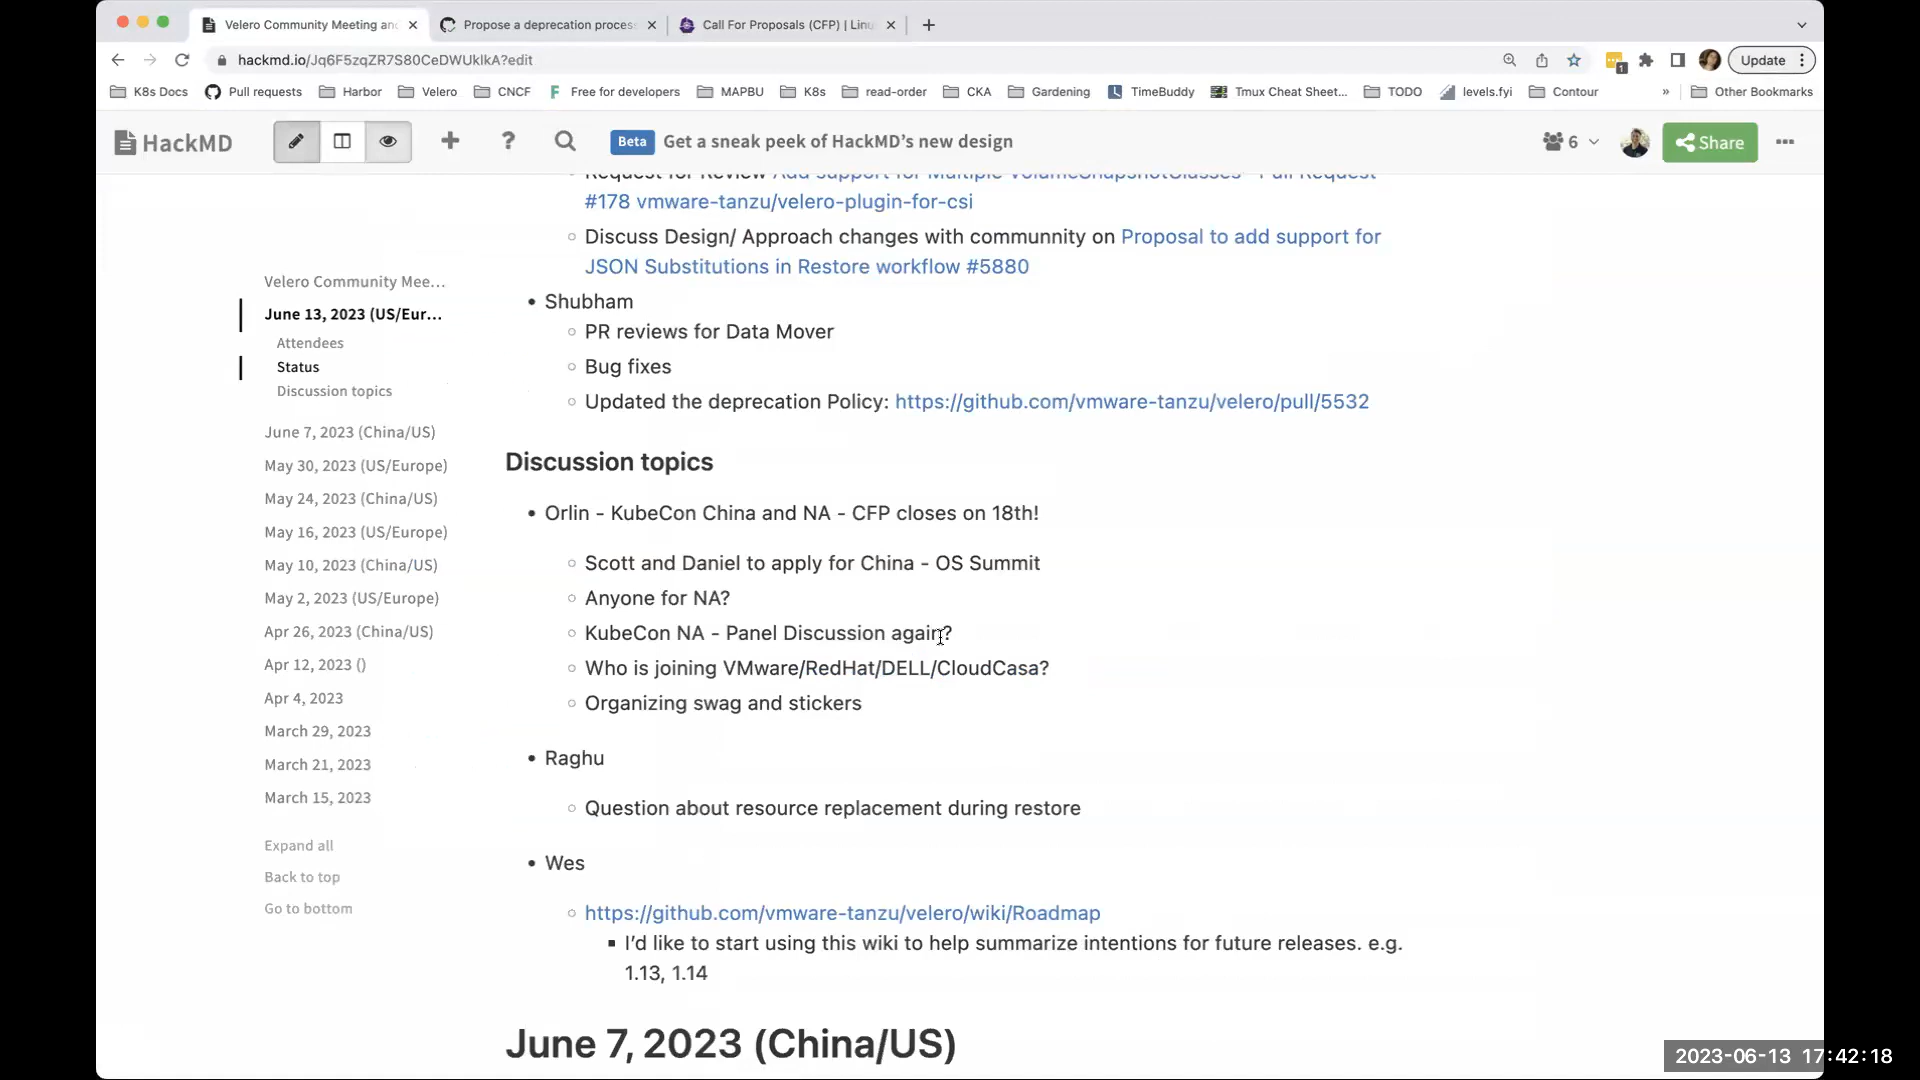 Velero Community Meeting an
Propose a deprecation proces
Call For Proposals (CFP) | Linu
hackmd.io/Jq6F5zqZR7S80CeDWUklkA?edit
1
Update
K8s Docs
Pull requests
Harbor
Velero
CNCF
Free for developers
MAPBU
K8s
read-order
CKA
Gardening
TimeBuddy
Tmux Cheat Sheet...
TODO
levels.fyi
Contour
»
Other Bookmarks
HackMD
Beta
Get a sneak peek of HackMD's new design
6
Share
Velero Community Mee...
June 13, 2023 (US/Eur...
Attendees
Status
Discussion topics
June 7, 2023 (China/US)
May 30, 2023 (US/Europe)
May 24, 2023 (China/US)
May 16, 2023 (US/Europe)
May 10, 2023 (China/US)
May 2, 2023 (US/Europe)
Apr 26, 2023 (China/US)
Apr 12, 2023 ()
Apr 4, 2023
March 29, 2023
March 21, 2023
March 15, 2023
Expand all
Back to top
Go to bottom
Request for Review Add support for Multiple VolumeSnapshotClasses - Pull Request
#178 vmware-tanzu/velero-plugin-for-csi
Discuss Design/ Approach changes with communnity on Proposal to add support for
JSON Substitutions in Restore workflow #5880
Shubham
PR reviews for Data Mover
Bug fixes
Updated the deprecation Policy: https://github.com/vmware-tanzu/velero/pull/5532
Discussion topics
Orlin - KubeCon China and NA - CFP closes on 18th!
Scott and Daniel to apply for China - OS Summit
Anyone for NA?
KubeCon NA - Panel Discussion again?
Who is joining VMware/RedHat/DELL/CloudCasa?
Organizing swag and stickers
Raghu
Question about resource replacement during restore
Wes
https://github.com/vmware-tanzu/velero/wiki/Roadmap
I'd like to start using this wiki to help summarize intentions for future releases. e.g.
1.13, 1.14
June 7, 2023 (China/US)
2023-06-13 17:42:18